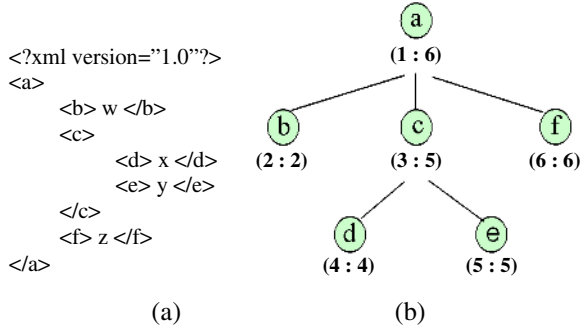 <?xml version=”1.0”?>
<a>
<b> w </b>
<c>
<d> x </d>
<e> y </e>
</c>
<f> z </f>
</a>
(a)
a
(1 : 6)
b
c
f
(2 : 2)
(3 : 5)
(6 : 6)
d
e
(4 : 4)
(5 : 5)
(b)